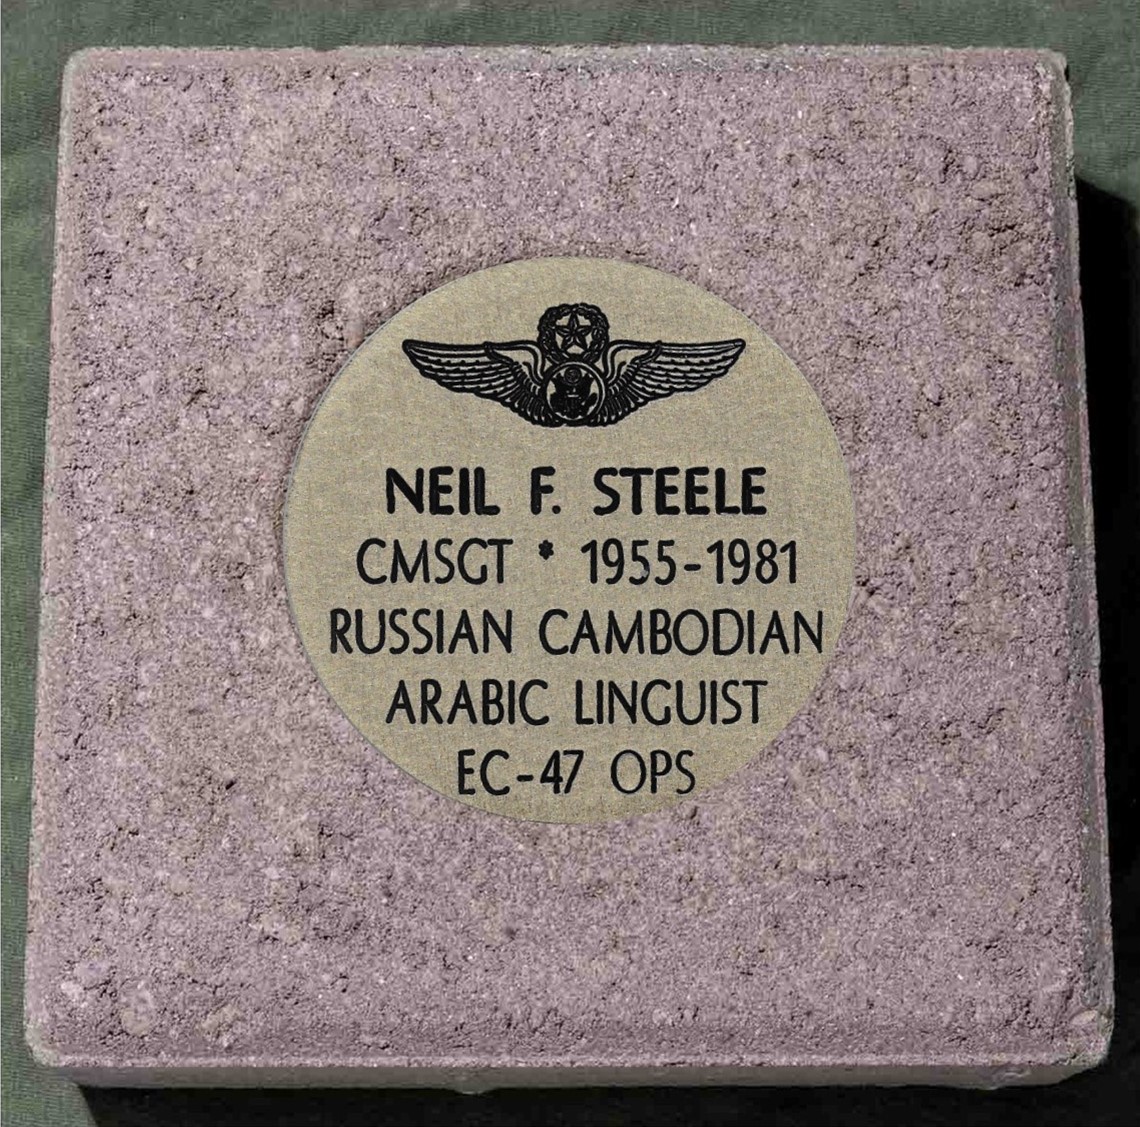 NEIL F. STEELE
CMSGT * 1955-1981
RUSSIAN CAMBODIAN
ARABIC LINGUIST
EC-47 OPS